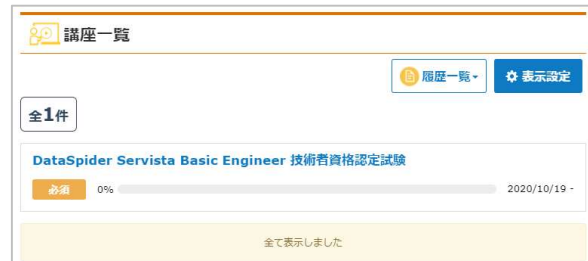 講座一覧
履歴一覧
表示設定
全1件
DataSpider Servista Basic Engineer 技術者資格認定試験
必須 0% 2020/10/19 -
全て表示しました